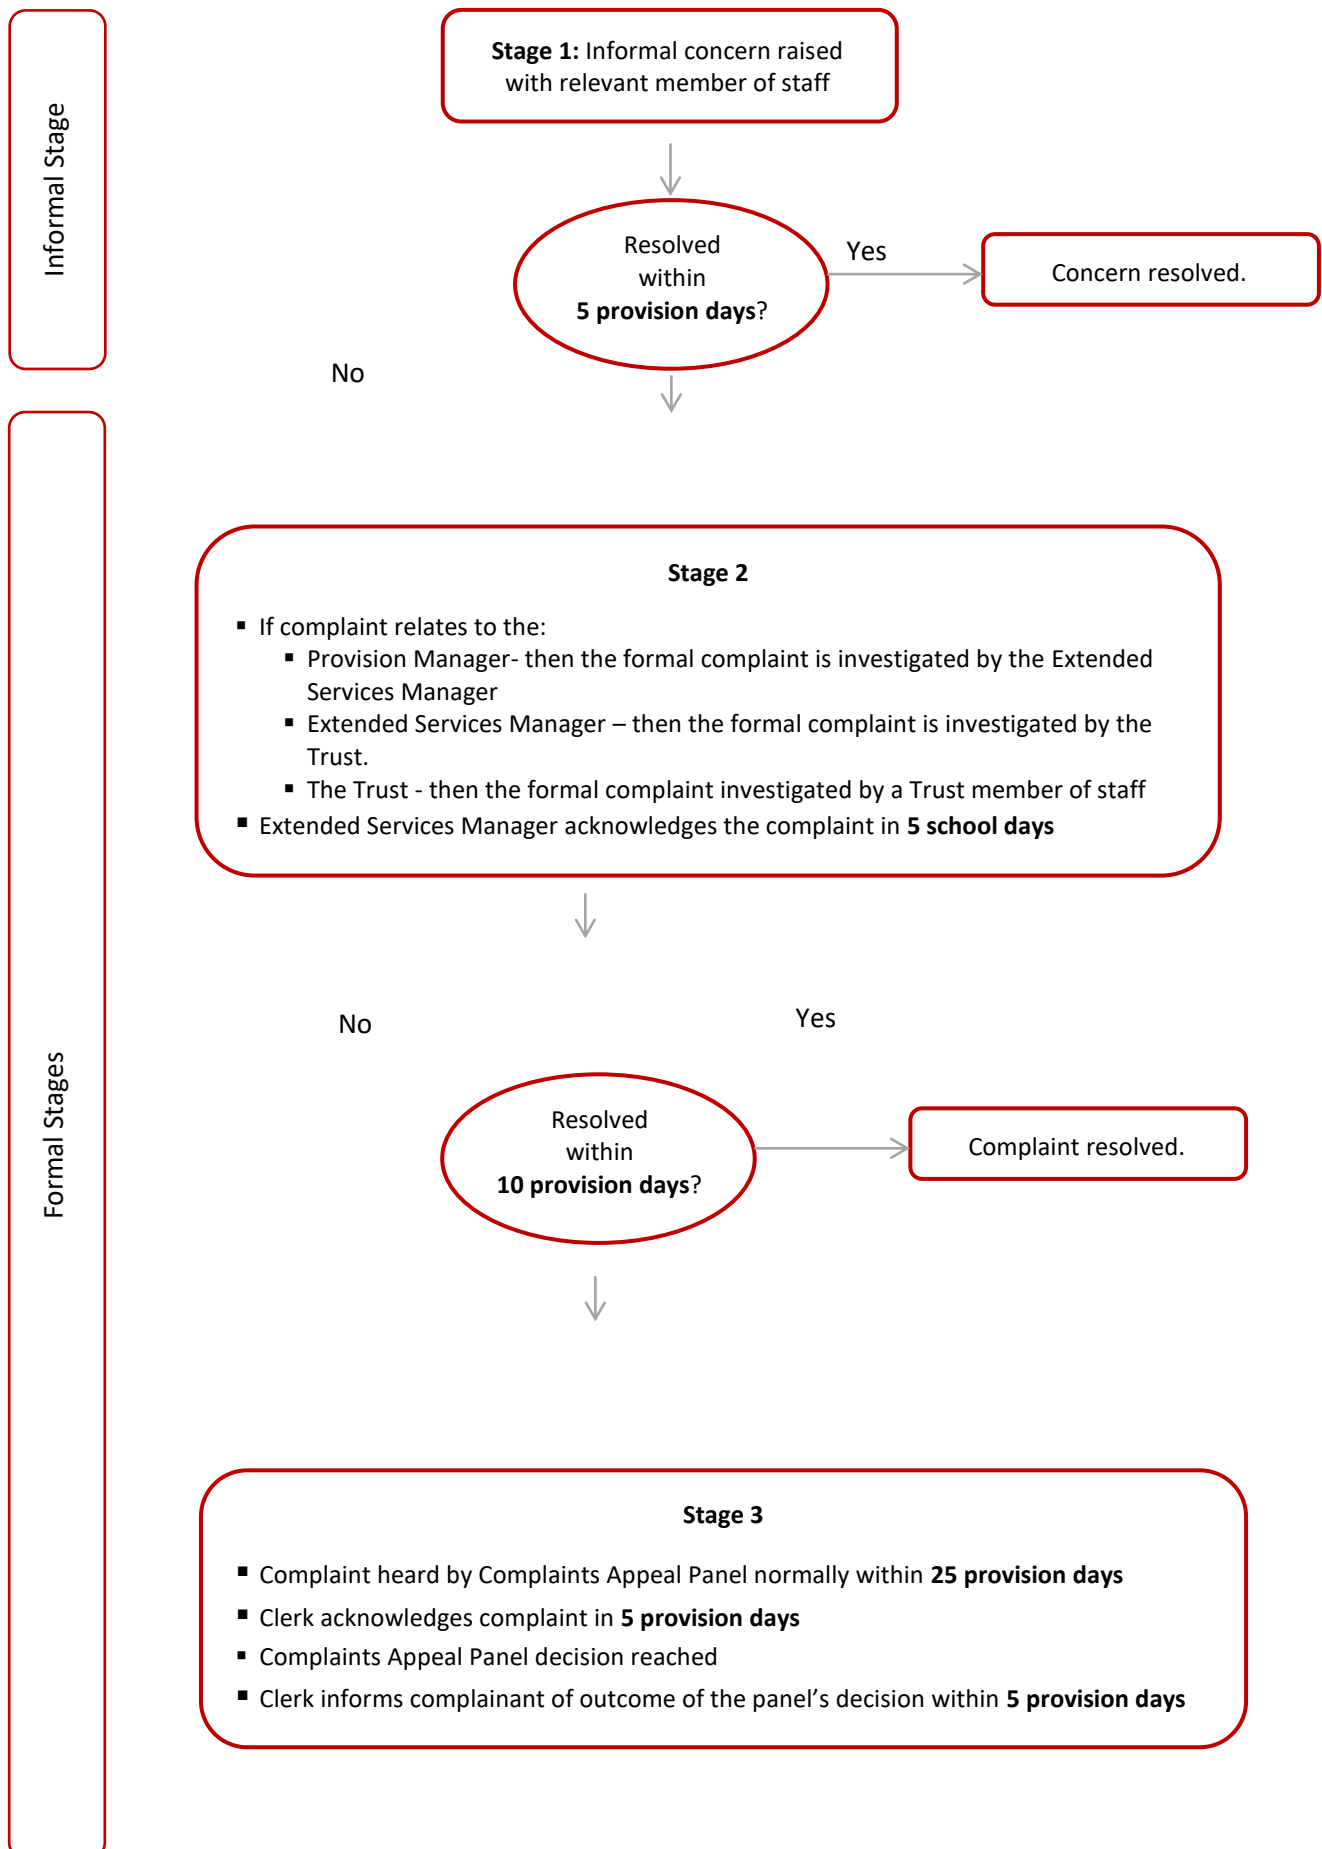 Informal Stage
Stage 1: Informal concern raised
with relevant member of staff
Resolved
within
5 provision days?
Yes
Concern resolved.
No
Formal Stages
Stage 2
▪ If complaint relates to the:
▪ Provision Manager- then the formal complaint is investigated by the Extended
Services Manager
▪ Extended Services Manager – then the formal complaint is investigated by the
Trust.
▪ The Trust - then the formal complaint investigated by a Trust member of staff
▪ Extended Services Manager acknowledges the complaint in 5 school days
No
Yes
Resolved
within
10 provision days?
Complaint resolved.
Stage 3
▪ Complaint heard by Complaints Appeal Panel normally within 25 provision days
▪ Clerk acknowledges complaint in 5 provision days
▪ Complaints Appeal Panel decision reached
▪ Clerk informs complainant of outcome of the panel’s decision within 5 provision days